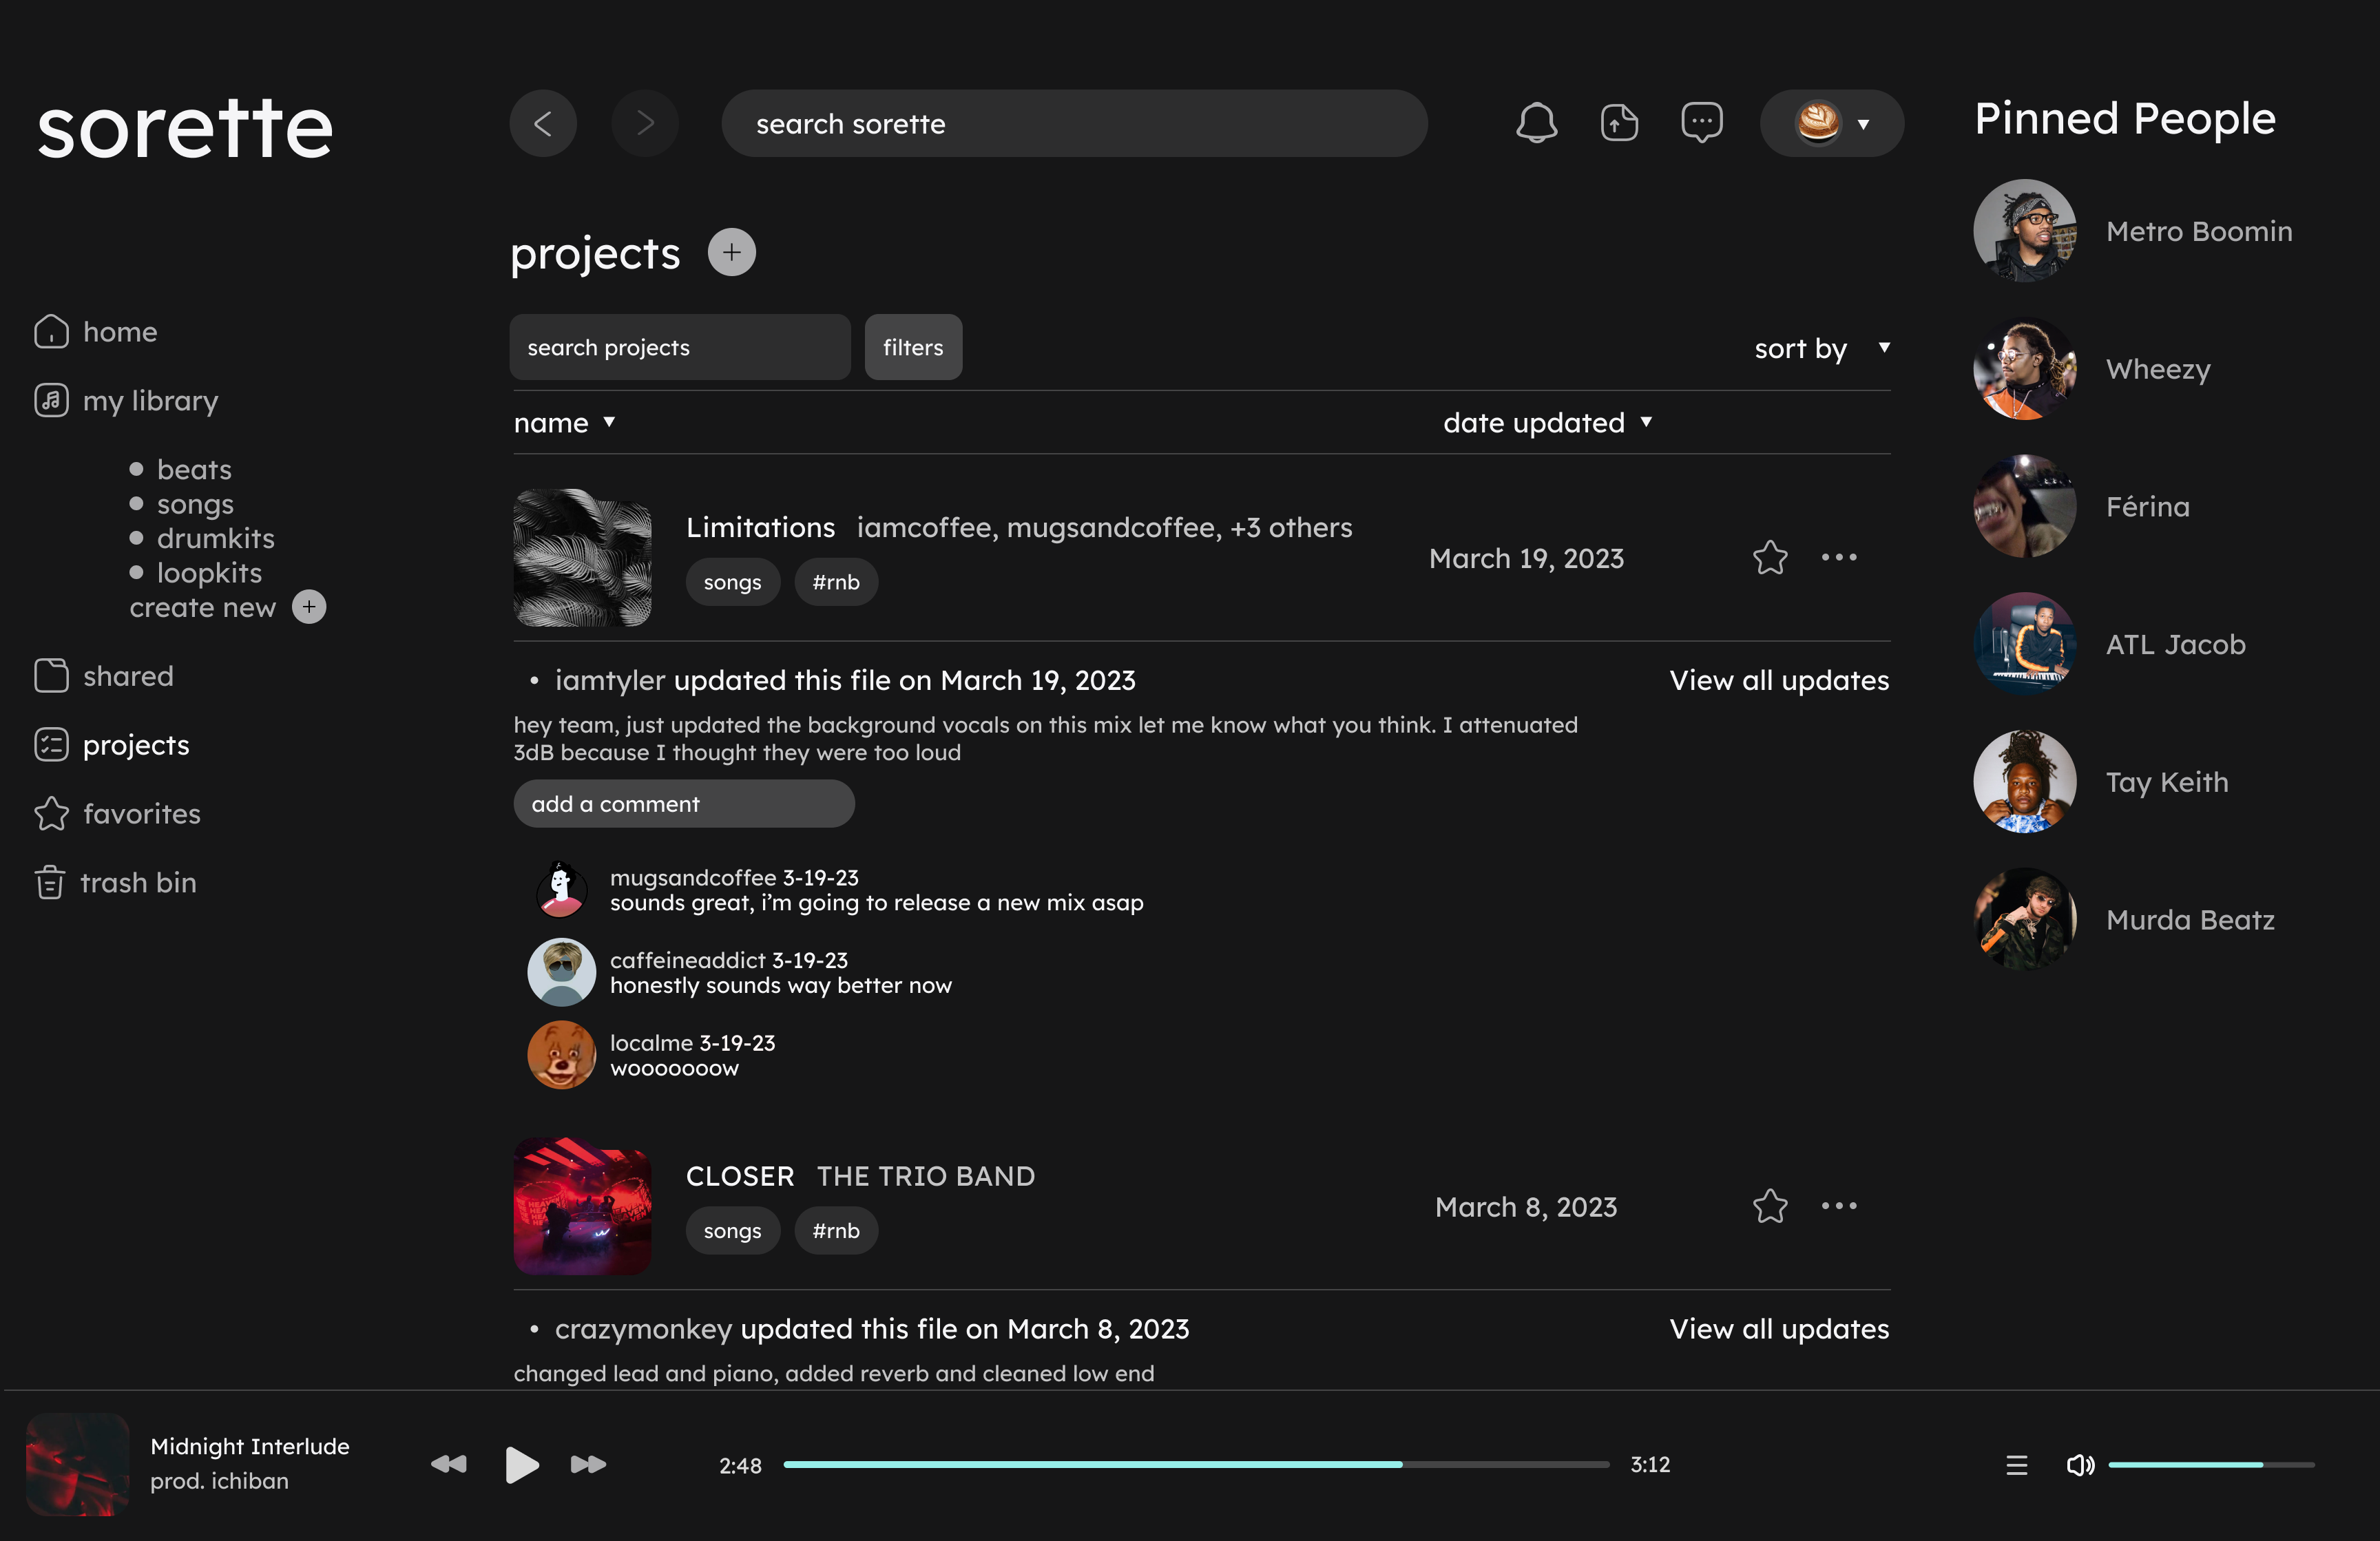 sorette
search sorette
Pinned People
projects
+
home
my library
beats
songs
drumkits
loopkits
create new +
shared
projects
favorites
trash bin
search projects
filters
sort by
name
date updated
Limitations iamcoffee, mugsandcoffee, +3 others
songs #rnb
March 19, 2023
• iamtyler updated this file on March 19, 2023
View all updates
hey team, just updated the background vocals on this mix let me know what you think. I attenuated
3dB because I thought they were too loud
add a comment
mugsandcoffee 3-19-23
sounds great, i’m going to release a new mix asap
caffeineaddict 3-19-23
honestly sounds way better now
localme 3-19-23
wooooooow
CLOSER THE TRIO BAND
songs #rnb
March 8, 2023
• crazymonkey updated this file on March 8, 2023
View all updates
changed lead and piano, added reverb and cleaned low end
Metro Boomin
Wheezy
Férina
ATL Jacob
Tay Keith
Murda Beatz
Midnight Interlude
prod. ichiban
2:48
3:12